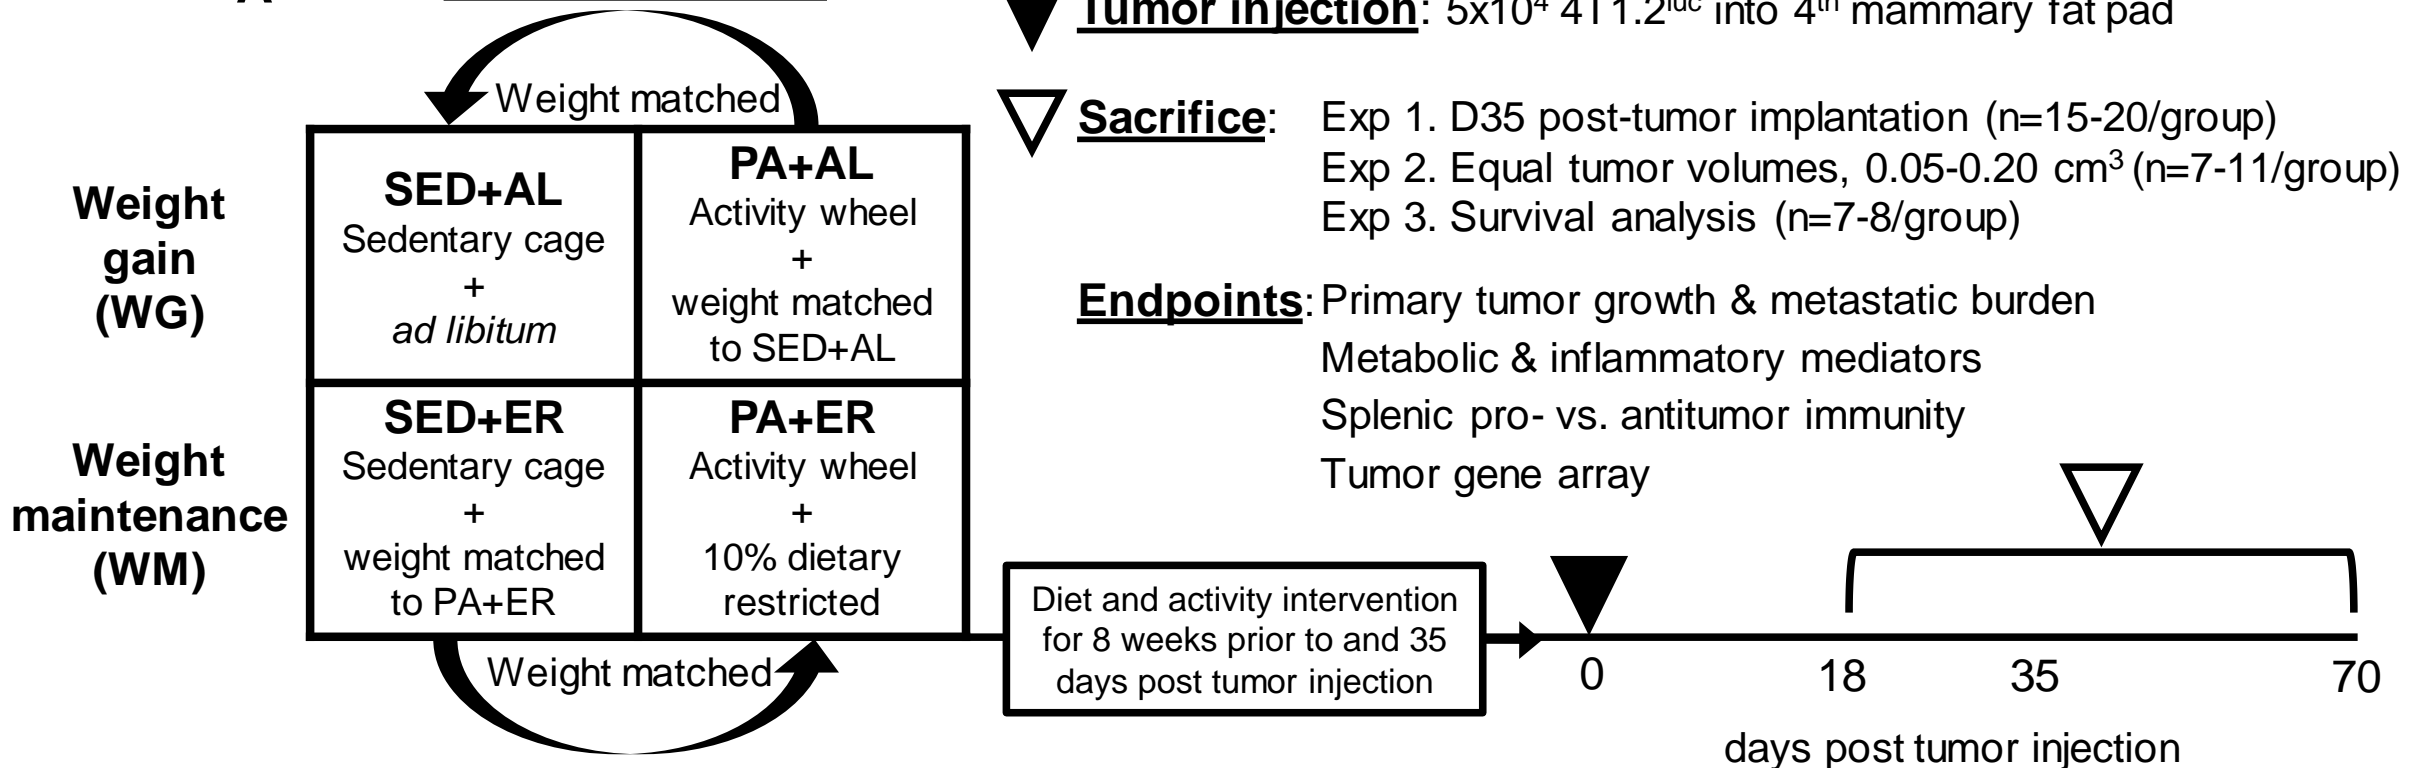 A
Tumor injection: 5x10⁴ 4T1.2ˡᵘᶜ into 4ᵗʰ mammary fat pad
Weight matched
Sacrifice: Exp 1. D35 post-tumor implantation (n=15-20/group)
Exp 2. Equal tumor volumes, 0.05-0.20 cm³ (n=7-11/group)
Exp 3. Survival analysis (n=7-8/group)
Endpoints: Primary tumor growth & metastatic burden
Metabolic & inflammatory mediators
Splenic pro- vs. antitumor immunity
Tumor gene array
Weight
gain
(WG)
SED+AL
Sedentary cage
+
ad libitum
PA+AL
Activity wheel
+
weight matched
to SED+AL
Weight
maintenance
(WM)
SED+ER
Sedentary cage
+
weight matched
to PA+ER
PA+ER
Activity wheel
+
10% dietary
restricted
Weight matched
Diet and activity intervention
for 8 weeks prior to and 35
days post tumor injection
0 18 35 70
days post tumor injection